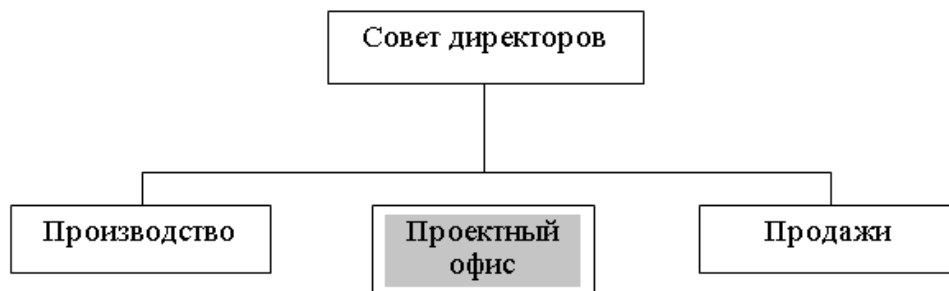 Совет директоров
Производство
Проектный
офис
Продажи